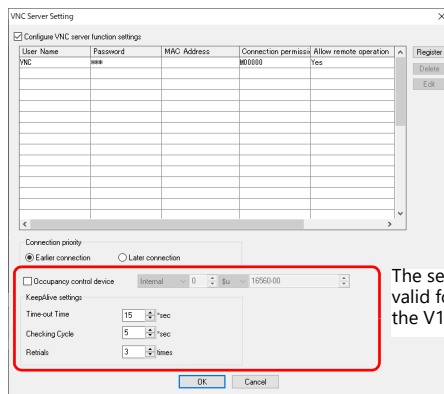 VNC Server Setting
Configure VNC server function settings
User Name Password MAC Address Connection permissi Allow remote operation
VNC *** M00000 Yes
Register
Delete
Edit
Connection priority
Earlier connection Later connection
Occupancy control device Internal 0 $u 16560-00
KeepAlive settings
Time-out Time 15 *sec
Checking Cycle 5 *sec
Retrials 3 times
OK Cancel
The se
valid fo
the V1